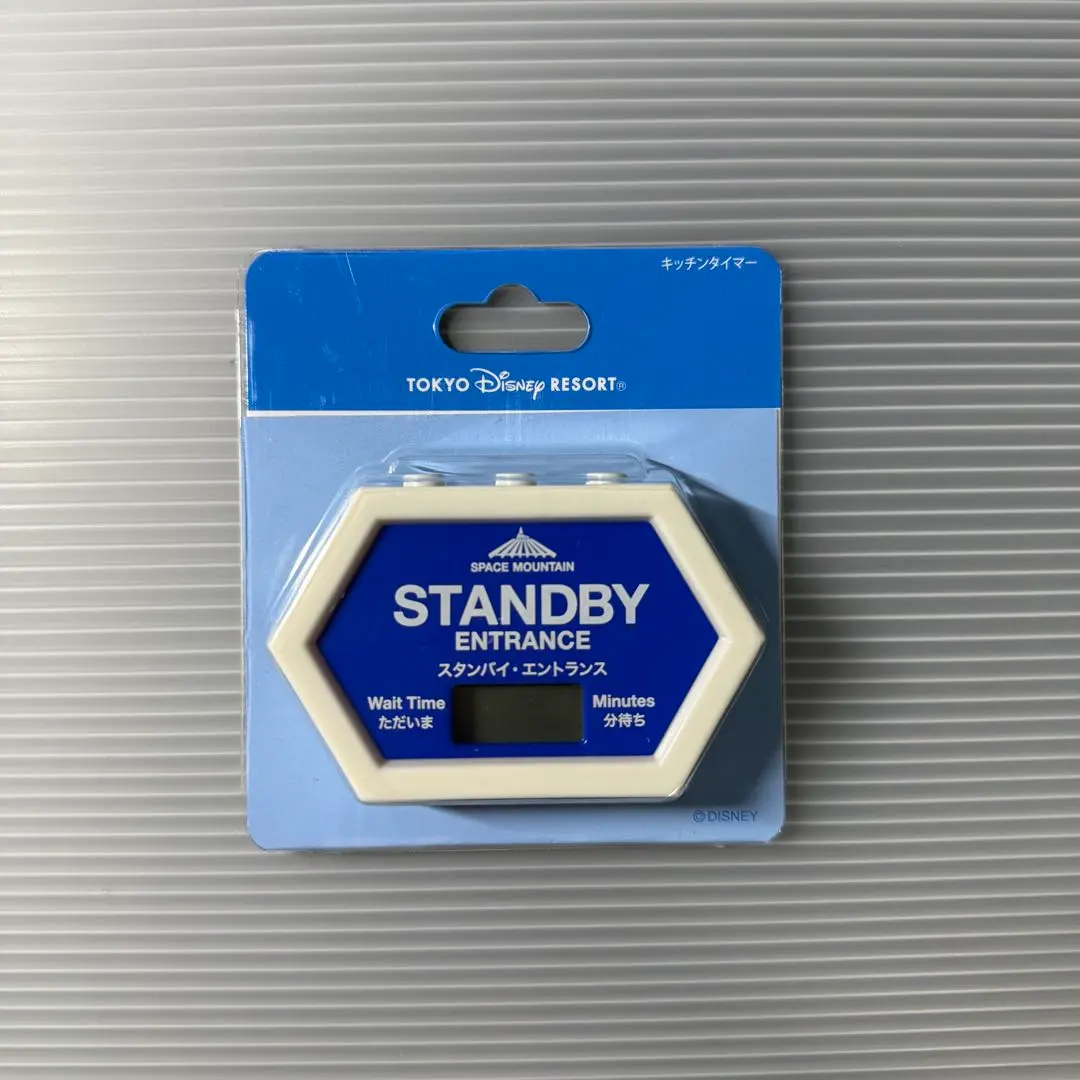 キッチンタイマー
TOKYO Disney RESORT®
SPACE MOUNTAIN
STANDBY
ENTRANCE
スタンバイ・エントランス
Wait Time
ただいま
Minutes
分待ち
©DISNEY